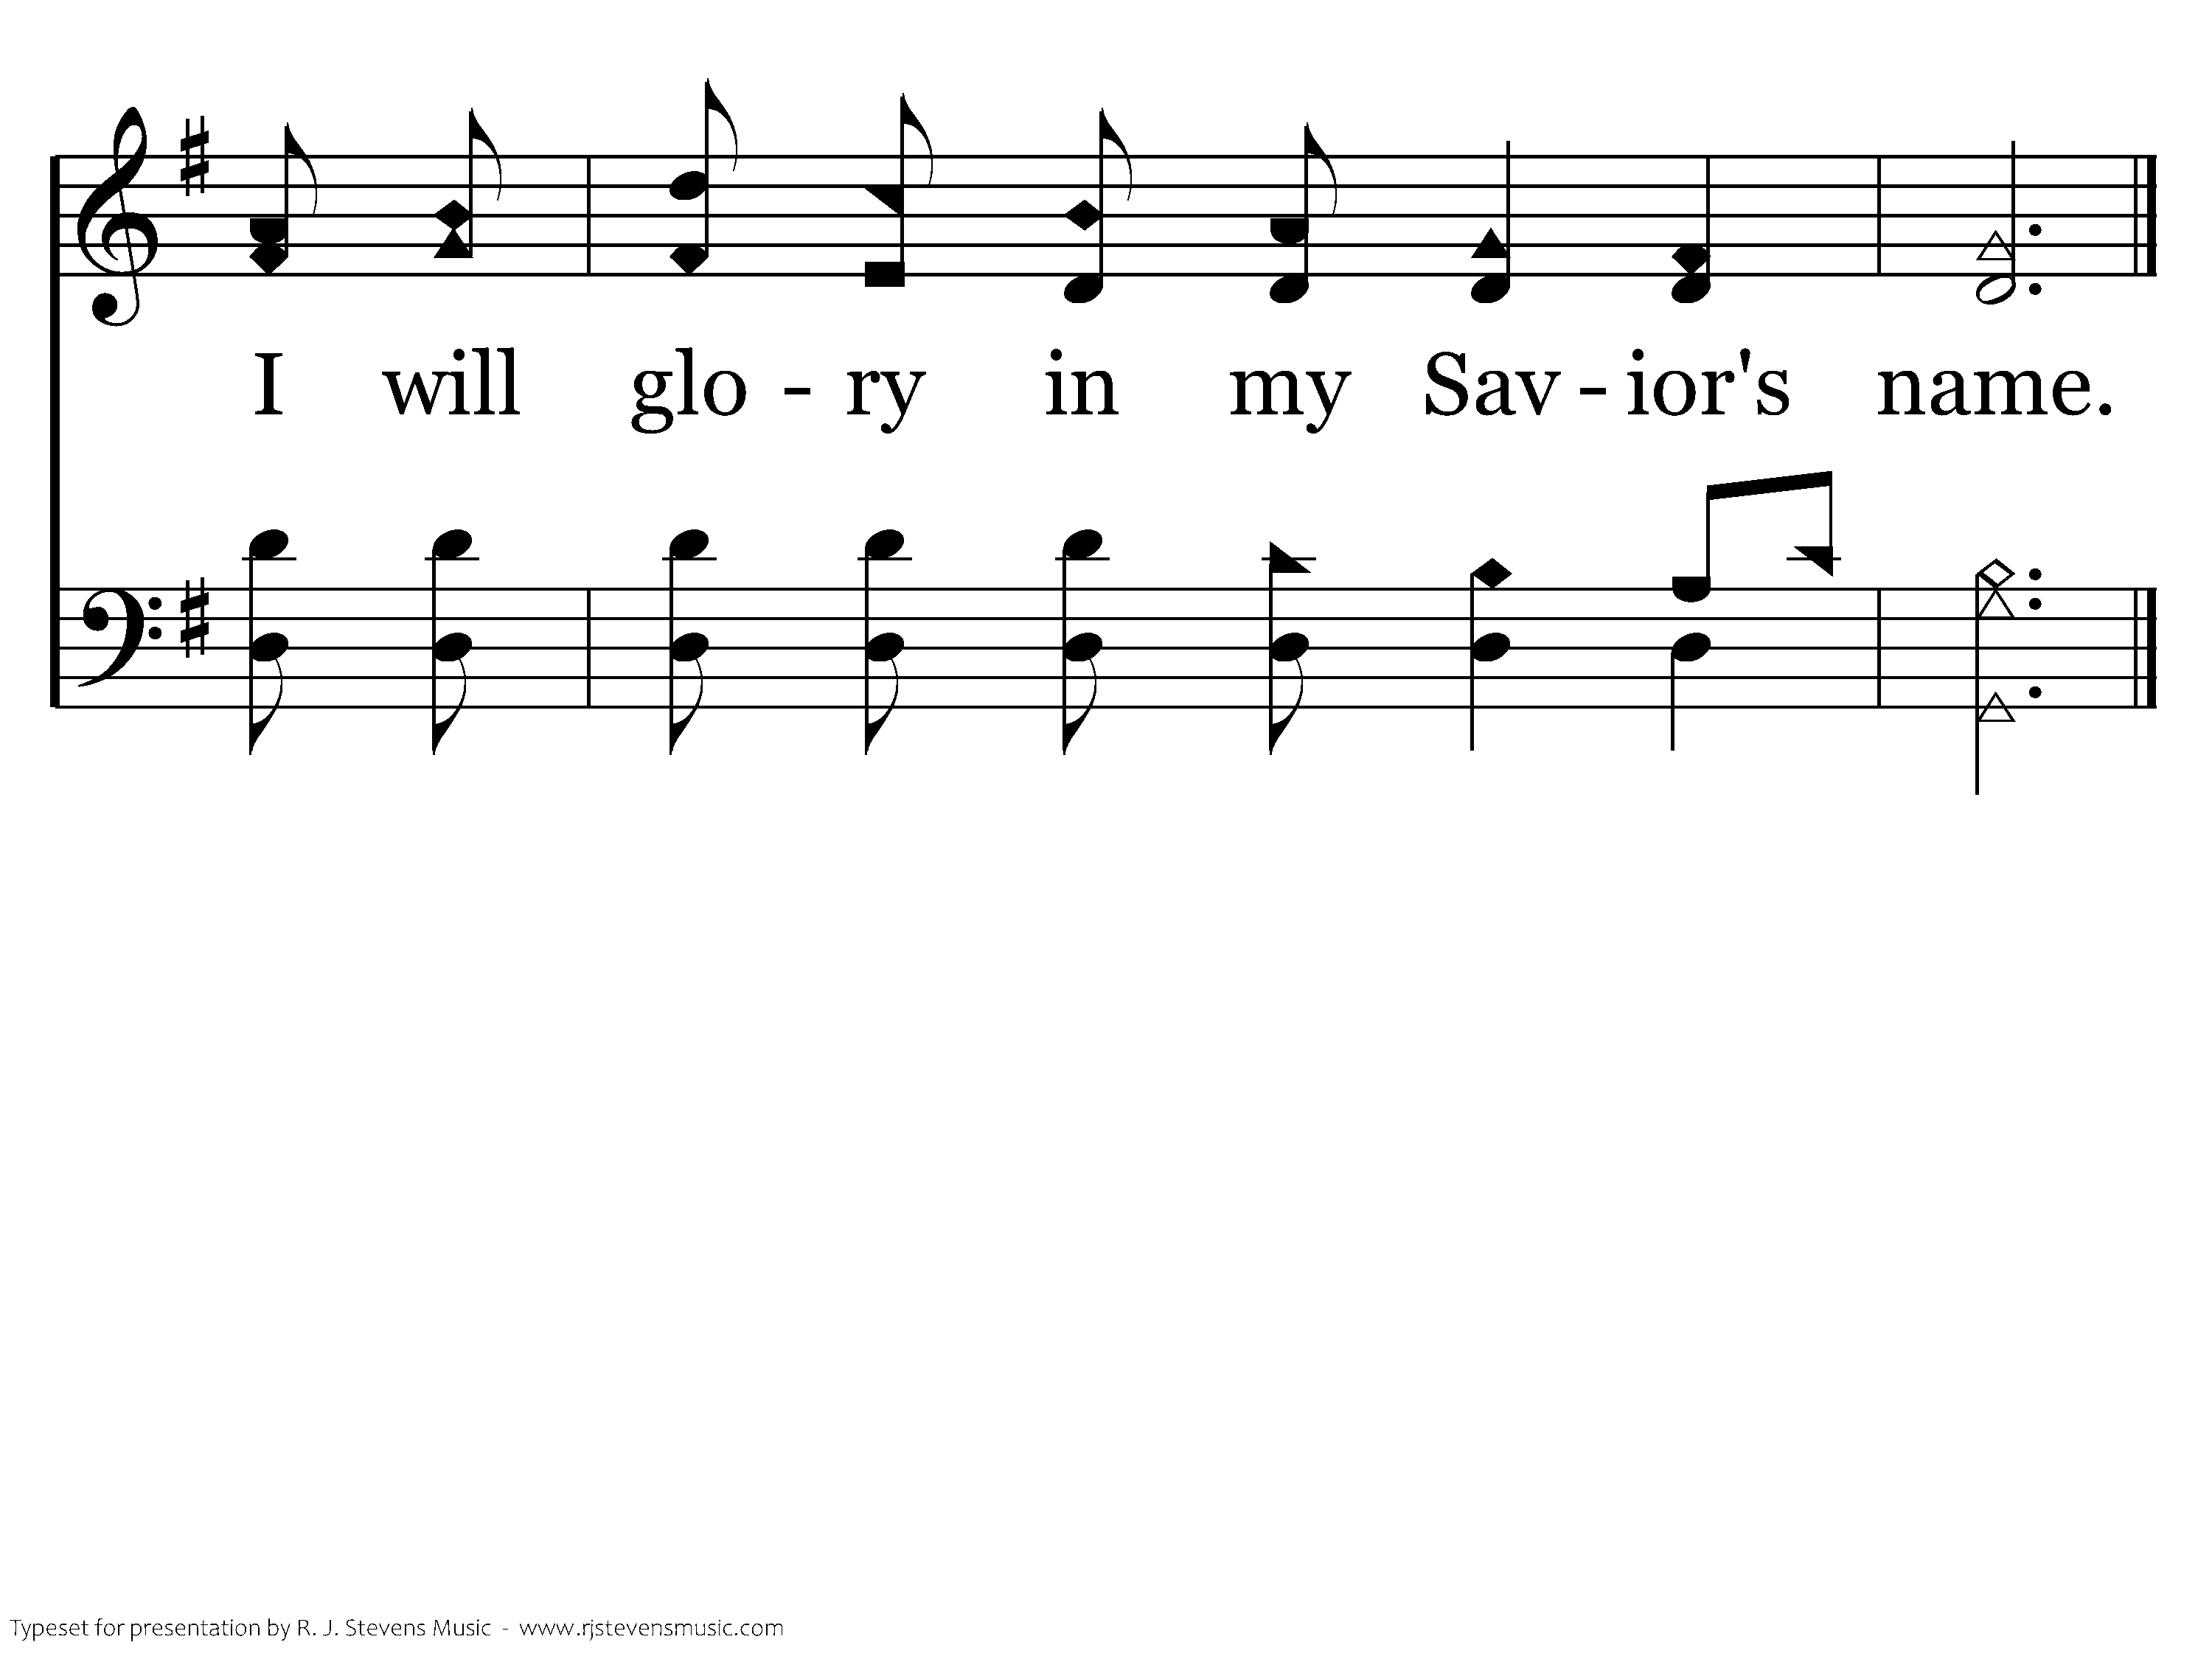 I will glo - ry in my Sav - ior's name.
Typeset for presentation by R. J. Stevens Music - www.rjstevensmusic.com